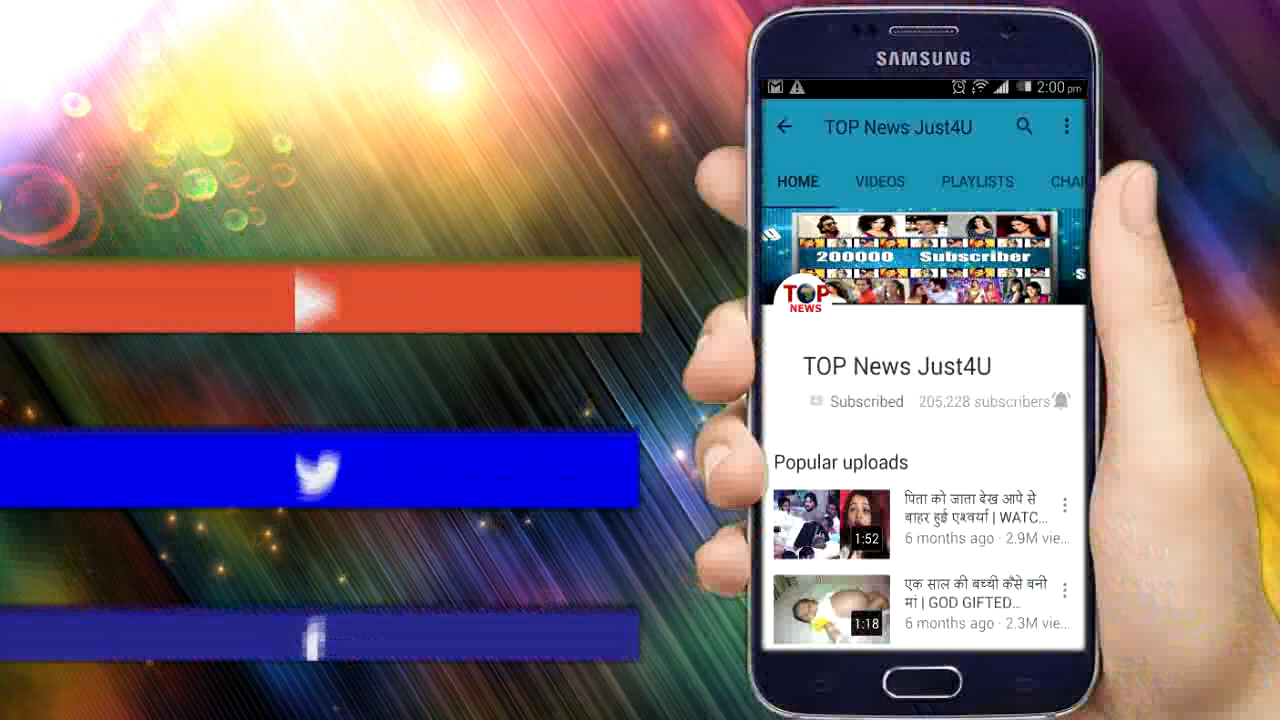 SAMSUNG
2:00 pm
TOP News Just4U
HOME VIDEOS PLAYLISTS CHA
200000 Subscriber
TOP
NEWS
TOP News Just4U
Subscribed 205,228 subscribers
Popular uploads
पिता को जाता देख आपे से
बाहर हुई एश्वर्या | WATC...
6 months ago · 2.9M vie...
1:52
एक साल की बच्ची कैसे बनी
मां | GOD GIFTED...
6 months ago · 2.3M vie...
1:18